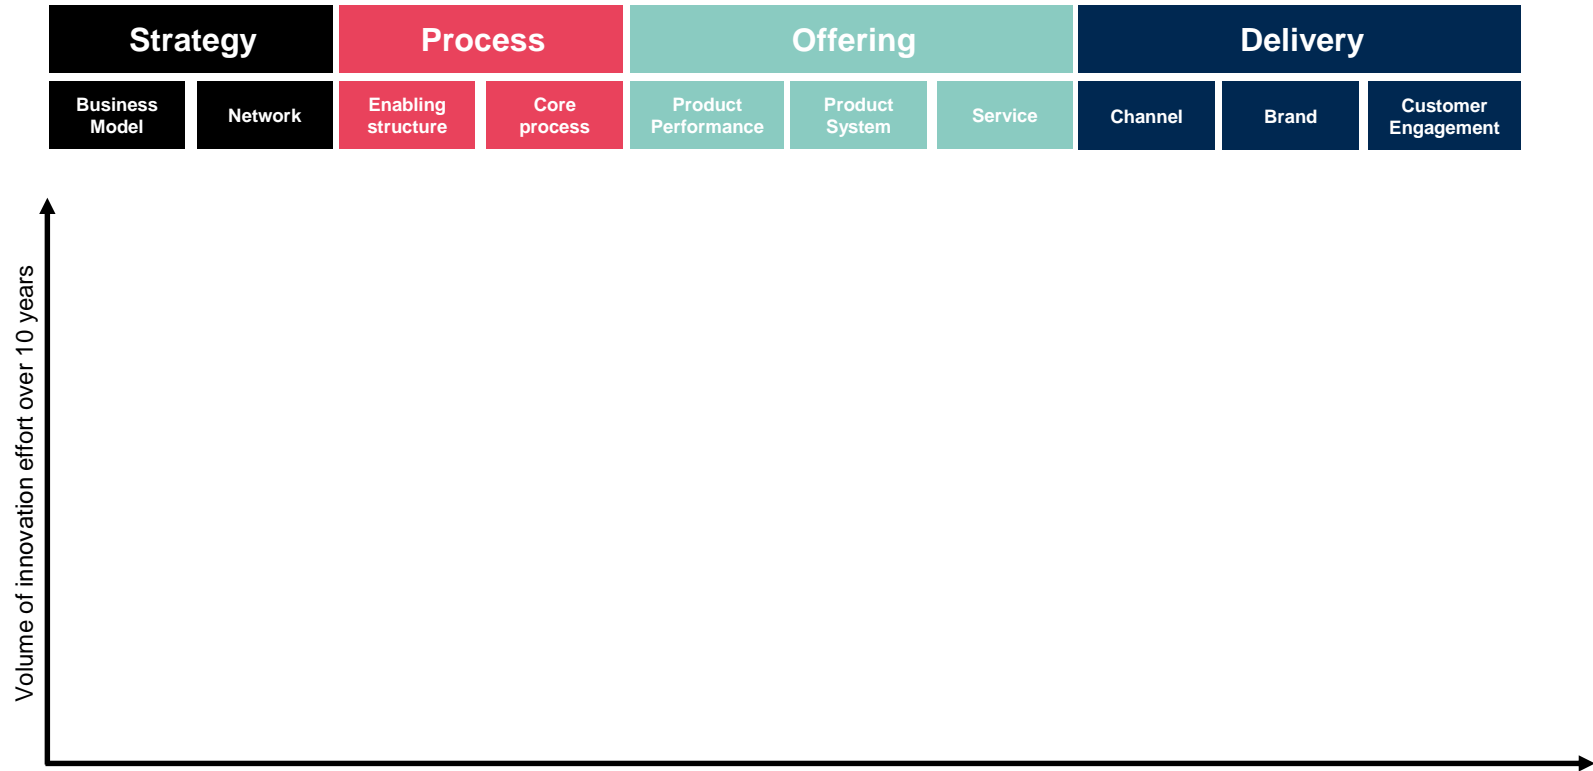 Strategy
Process
Offering
Delivery
Business
Model
Network
Enabling
structure
Core
process
Product
Performance
Product
System
Service
Channel
Brand
Customer
Engagement
Volume of innovation effort over 10 years